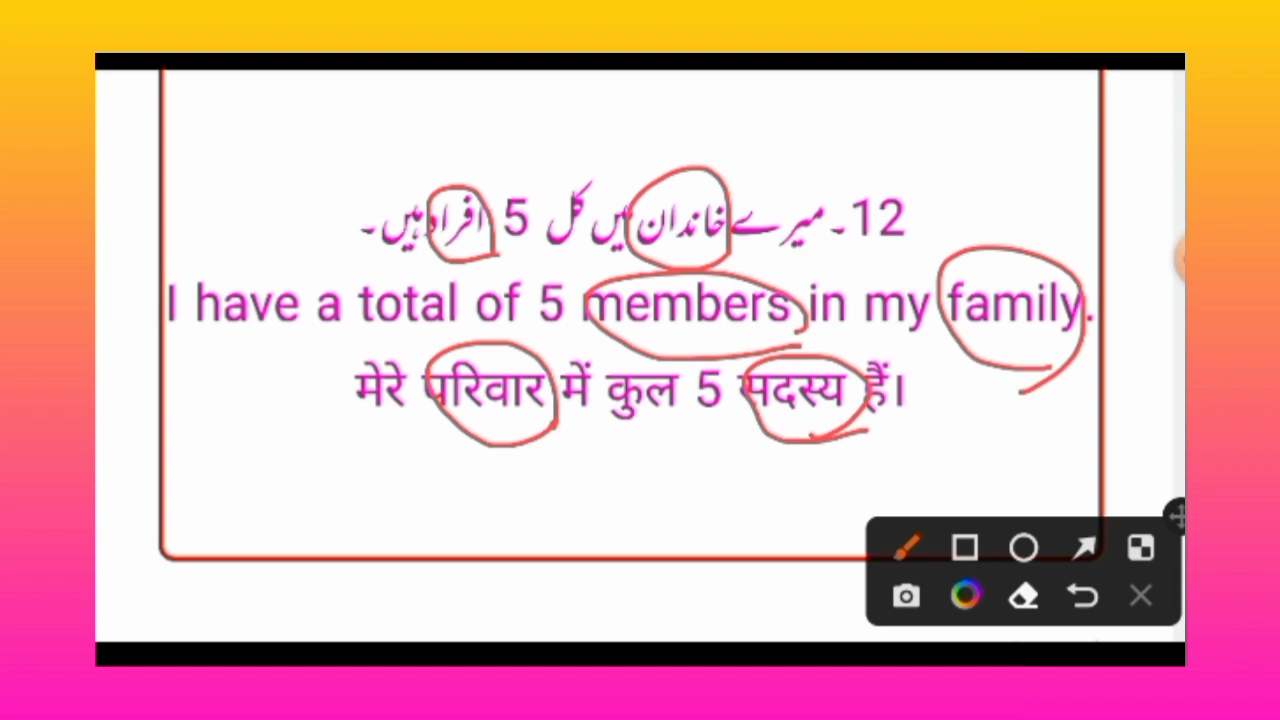 12۔میرے خاندان میں کل 5 افراد ہیں۔
I have a total of 5 members in my family.
मेरे परिवार में कुल 5 सदस्य हैं।